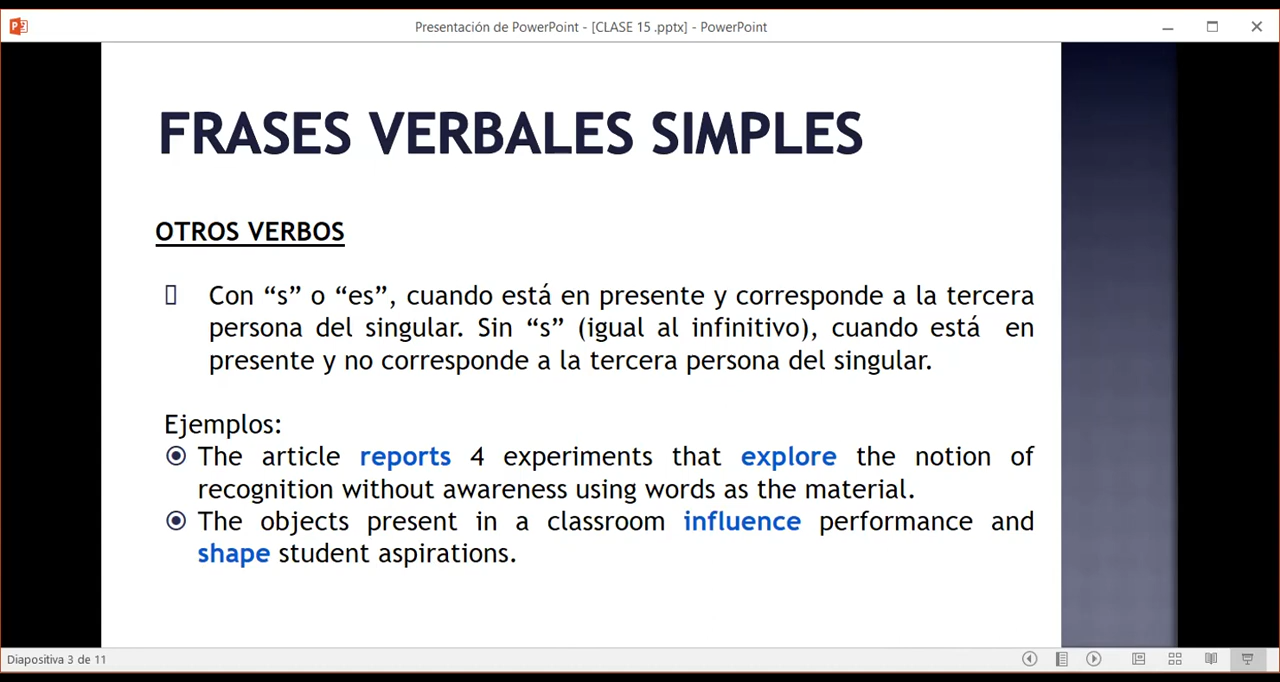 Presentación de PowerPoint - [CLASE 15 .pptx] - PowerPoint
FRASES VERBALES SIMPLES
OTROS VERBOS
Con “s” o “es”, cuando está en presente y corresponde a la tercera
persona del singular. Sin “s” (igual al infinitivo), cuando está en
presente y no corresponde a la tercera persona del singular.
Ejemplos:
The article reports 4 experiments that explore the notion of
recognition without awareness using words as the material.
The objects present in a classroom influence performance and
shape student aspirations.
Diapositiva 3 de 11